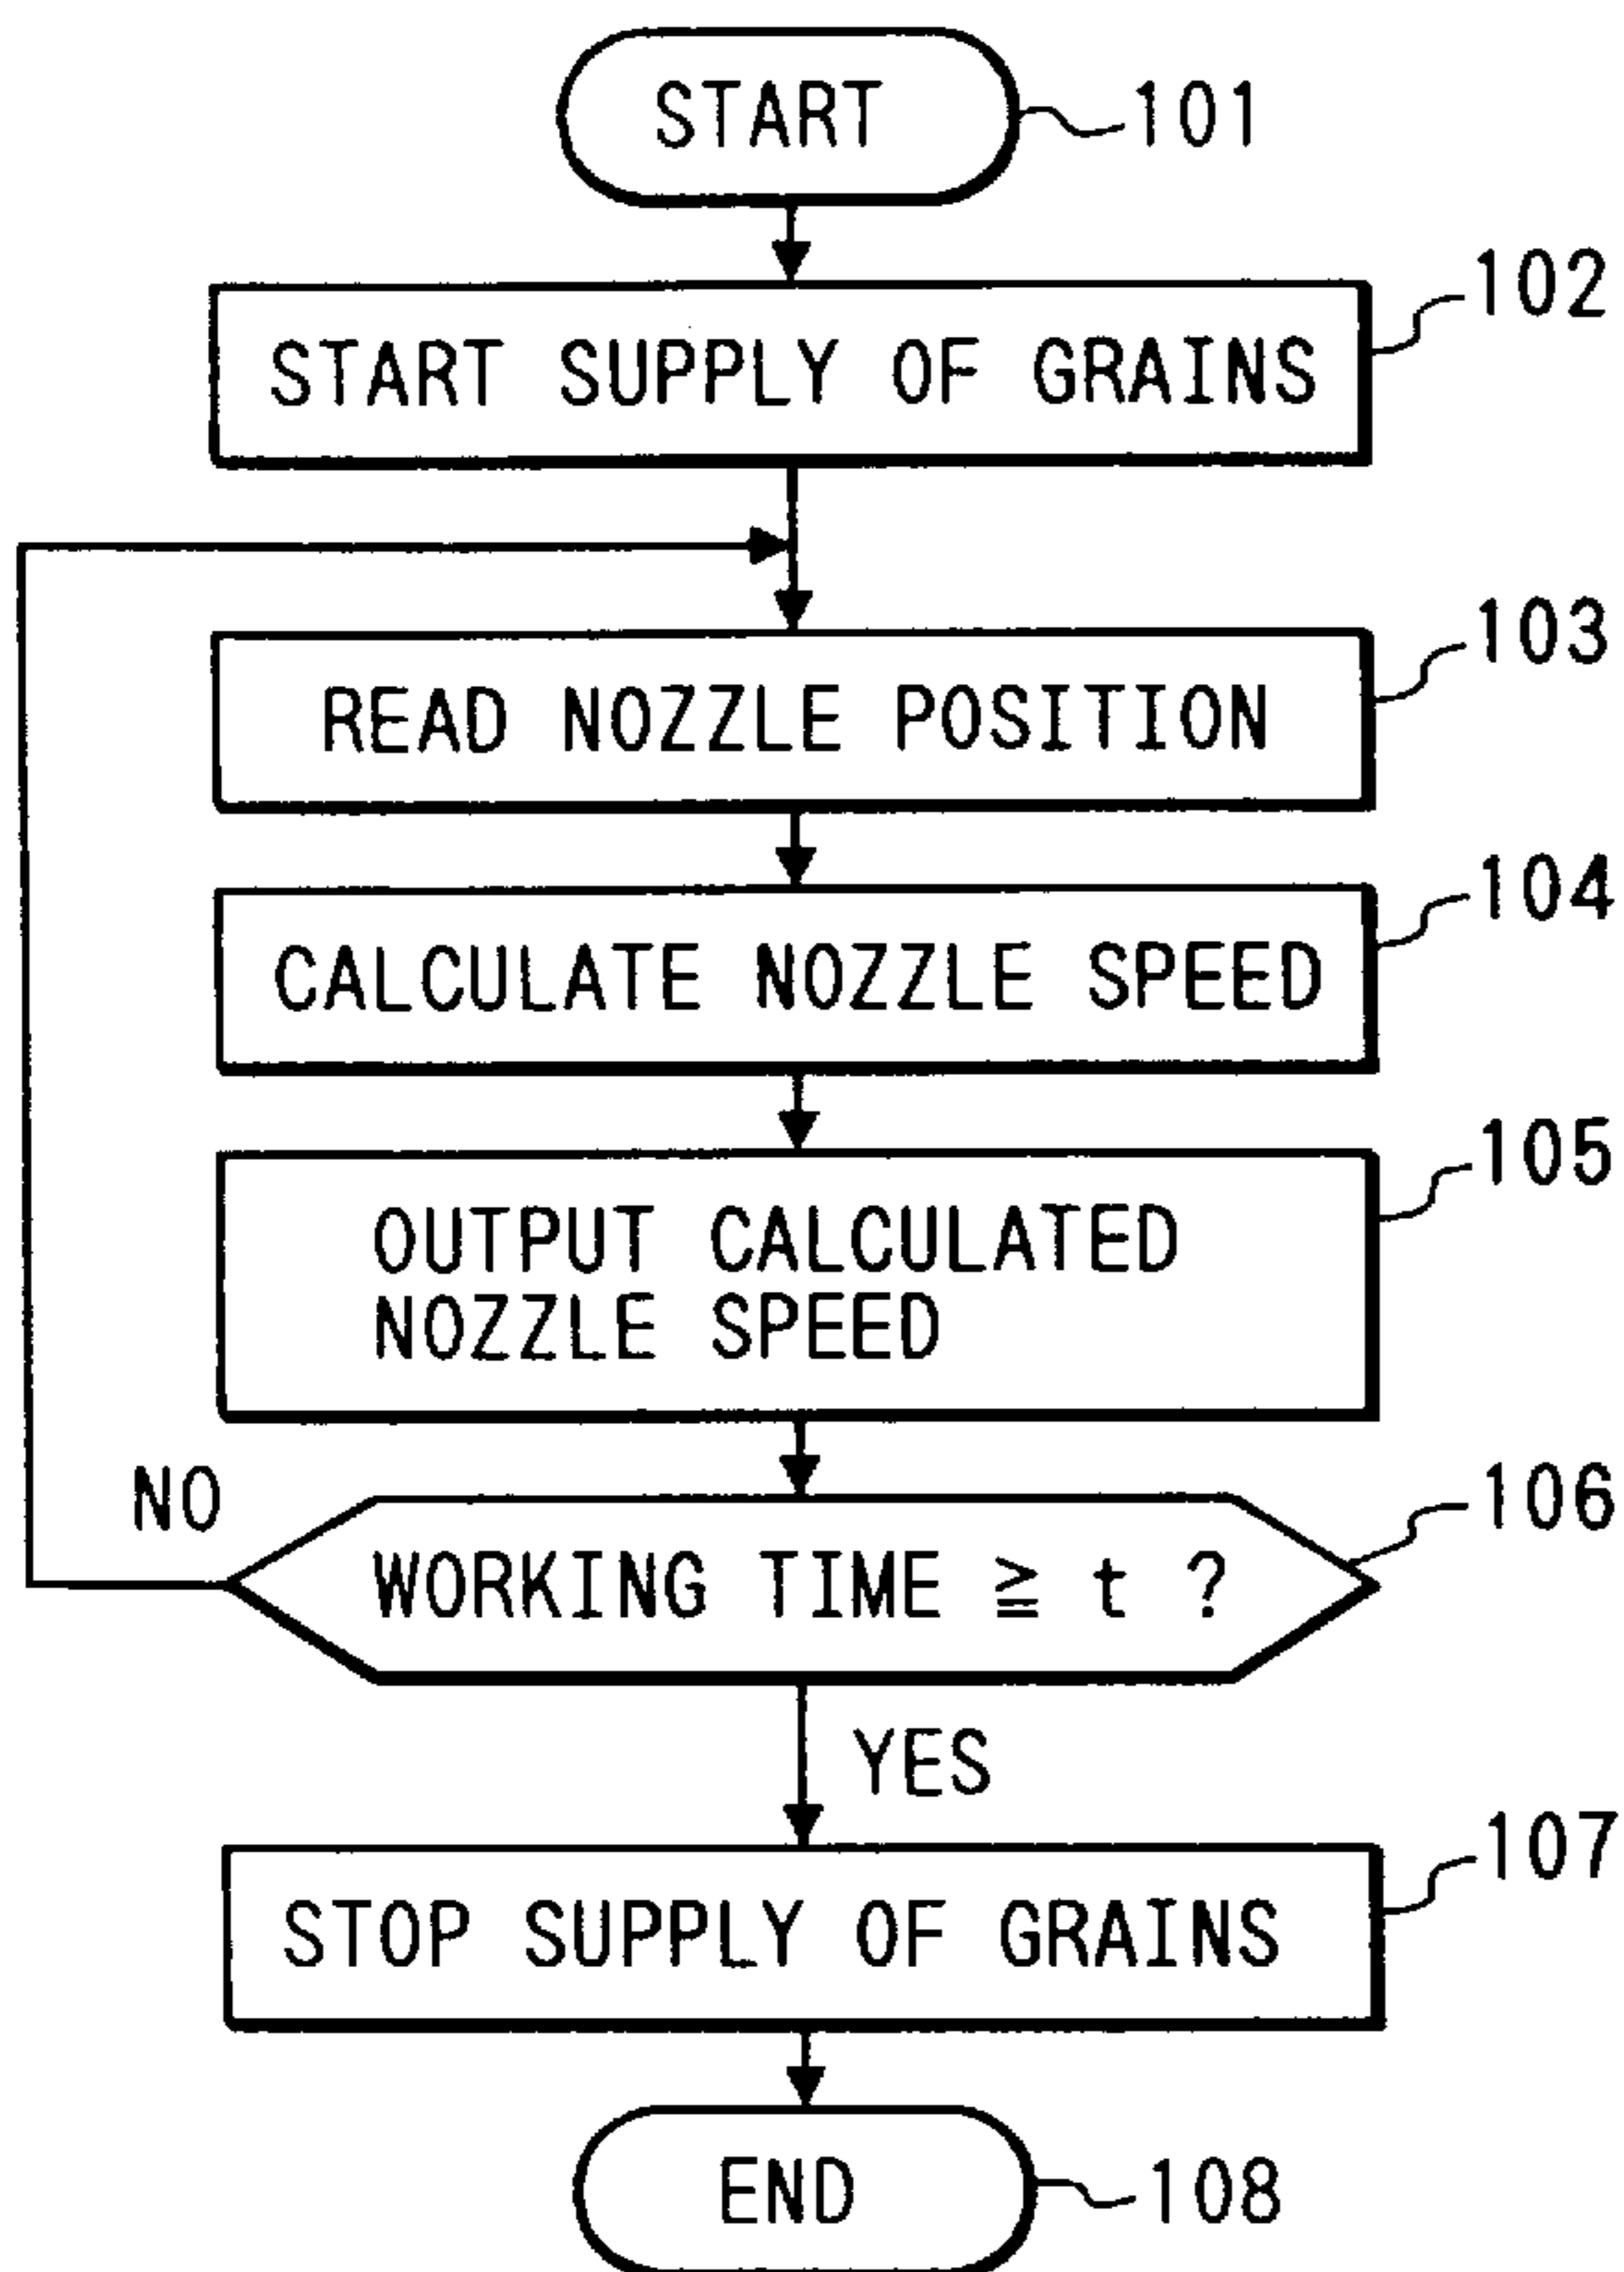 START 101
START SUPPLY OF GRAINS 102
READ NOZZLE POSITION 103
CALCULATE NOZZLE SPEED 104
OUTPUT CALCULATED 105
NOZZLE SPEED
NO
WORKING TIME ≧ t ? 106
YES
STOP SUPPLY OF GRAINS 107
END 108